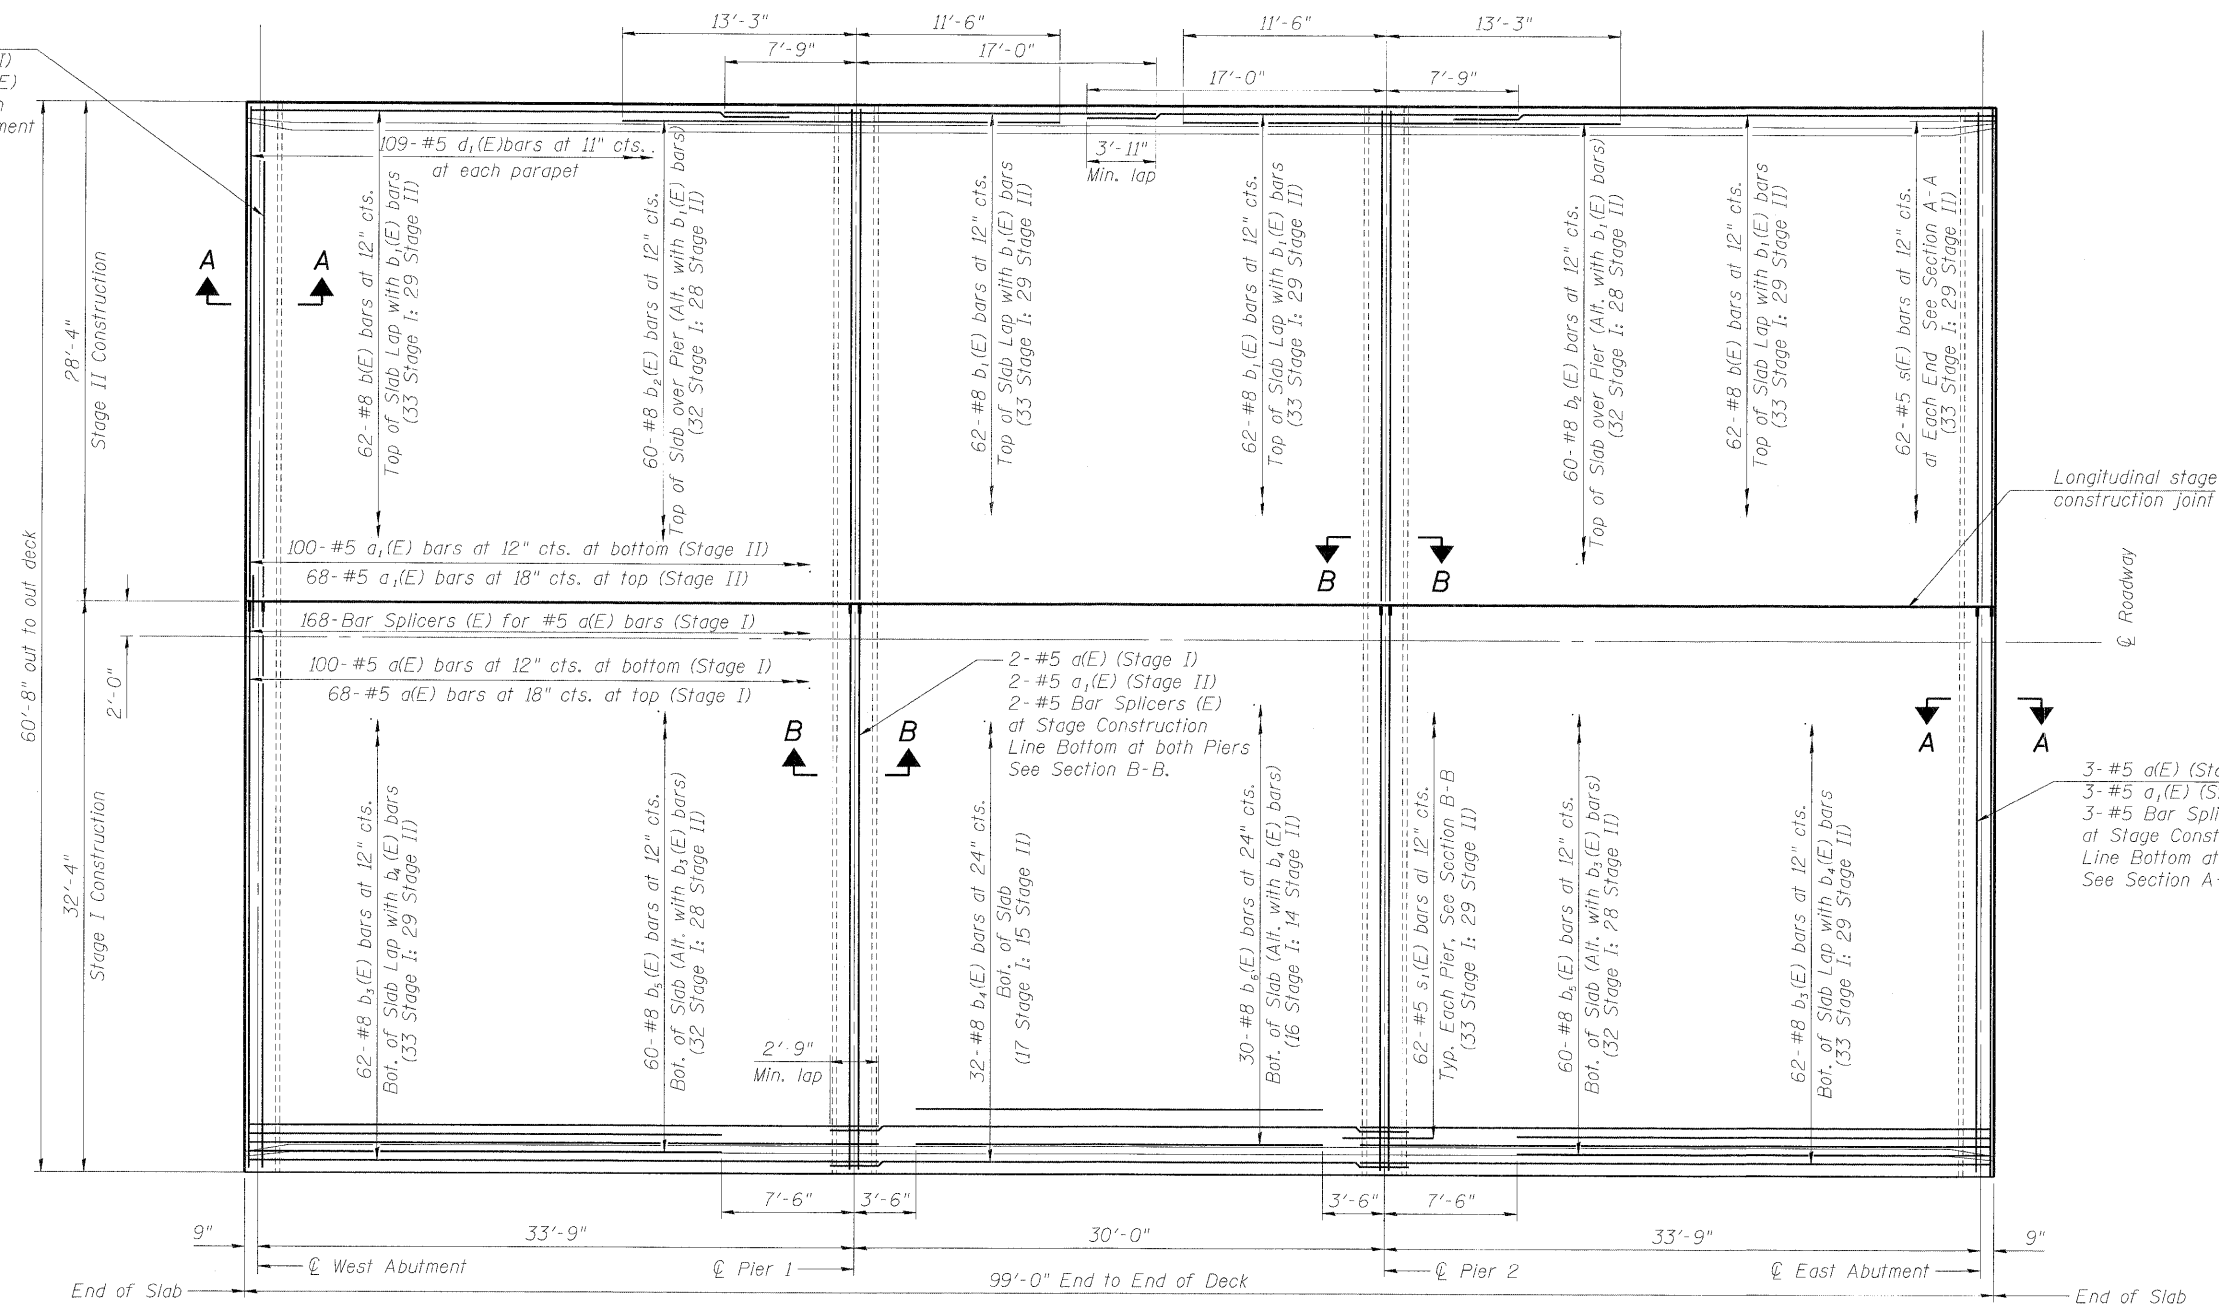 13'-3"
11'-6"
11'-6"
13'-3"
7'-9"
17'-0"
17'-0"
7'-9"
I)
(E)
109- #5 d₁(E)bars at 11" cts.
at each parapet
3'-11"
Min. lap
62- #8 b(E) bars at 12" cts.
Top of Slab Lap with b₁(E) bars
(33 Stage I: 29 Stage II)
60- #8 b₂(E) bars at 12" cts.
Top of Slab over Pier (Alt. with b₁(E) bars)
(32 Stage I: 28 Stage II)
62- #8 b₁(E) bars at 12" cts.
Top of Slab Lap with b₁(E) bars
(33 Stage I: 29 Stage II)
62- #8 b₁(E) bars at 12" cts.
Top of Slab Lap with b₁(E) bars
(33 Stage I: 29 Stage II)
60- #8 b₂(E) bars at 12" cts.
Top of Slab over Pier (Alt. with b₁(E) bars)
(32 Stage I: 28 Stage II)
62- #8 b(E) bars at 12" cts.
Top of Slab Lap with b₁(E) bars
(33 Stage I: 29 Stage II)
62- #5 s(E) bars at 12" cts.
at Each End. See Section A-A
(33 Stage I: 29 Stage II)
A
A
28'-4"
Stage II Construction
60'-8" out to out deck
Longitudinal stage
construction joint
100- #5 a₁(E) bars at 12" cts. at bottom (Stage II)
68- #5 a₁(E) bars at 18" cts. at top (Stage II)
B
B
168-Bar Splicers (E) for #5 a(E) bars (Stage I)
℄ Roadway
100- #5 a(E) bars at 12" cts. at bottom (Stage I)
68- #5 a(E) bars at 18" cts. at top (Stage I)
2'-0"
2- #5 a(E) (Stage I)
2- #5 a₁(E) (Stage II)
2- #5 Bar Splicers (E)
at Stage Construction
Line Bottom at both Piers
See Section B-B.
B
B
A
A
3- #5 a(E)
3- #5 a₁(E)
3- #5 Bar
at Stage
Line Bottom at
See Section
32'-4"
Stage I Construction
62- #8 b₃(E) bars at 12" cts.
Bot. of Slab Lap with b₄(E) bars
(33 Stage I: 29 Stage II)
60- #8 b₅(E) bars at 12" cts.
Bot. of Slab (Alt. with b₃(E) bars)
(32 Stage I: 28 Stage II)
2'-9"
Min. lap
32- #8 b₄(E) bars at 24" cts.
Bot. of Slab
(17 Stage I: 15 Stage II)
30- #8 b₆(E) bars at 24" cts.
Bot. of Slab (Alt. with b₄(E) bars)
(16 Stage I: 14 Stage II)
62- #5 s₁(E) bars at 12" cts.
Typ. Each Pier, See Section B-B
(33 Stage I: 29 Stage II)
60- #8 b₅(E) bars at 12" cts.
Bot. of Slab (Alt. with b₃(E) bars)
(32 Stage I: 28 Stage II)
62- #8 b₃(E) bars at 12" cts.
Bot. of Slab Lap with b₄(E) bars
(33 Stage I: 29 Stage II)
7'-6"
3'-6"
3'-6"
7'-6"
9"
33'-9"
30'-0"
33'-9"
9"
℄ West Abutment
℄ Pier 1
℄ Pier 2
℄ East Abutment
End of Slab
99'-0" End to End of Deck
End of Slab